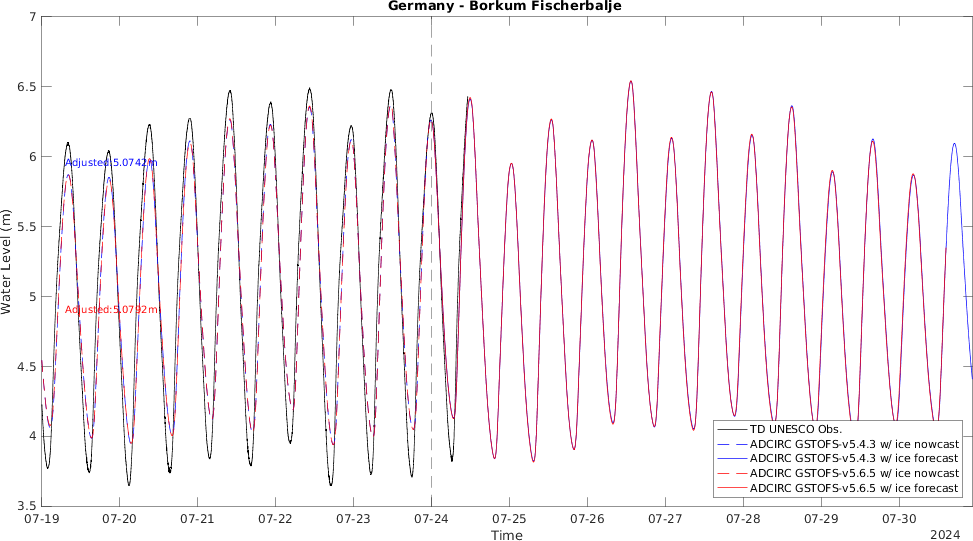 Germany - Borkum Fischerbalje
7
6.5
6
5.5
5
4.5
4
3.5
Water Level (m)
Adjusted:5.0742m
Adjusted:5.0792m
TD UNESCO Obs.
ADCIRC GSTOFS-v5.4.3 w/ ice nowcast
ADCIRC GSTOFS-v5.4.3 w/ ice forecast
ADCIRC GSTOFS-v5.6.5 w/ ice nowcast
ADCIRC GSTOFS-v5.6.5 w/ ice forecast
07-19 07-20 07-21 07-22 07-23 07-24 07-25 07-26 07-27 07-28 07-29 07-30
Time
2024